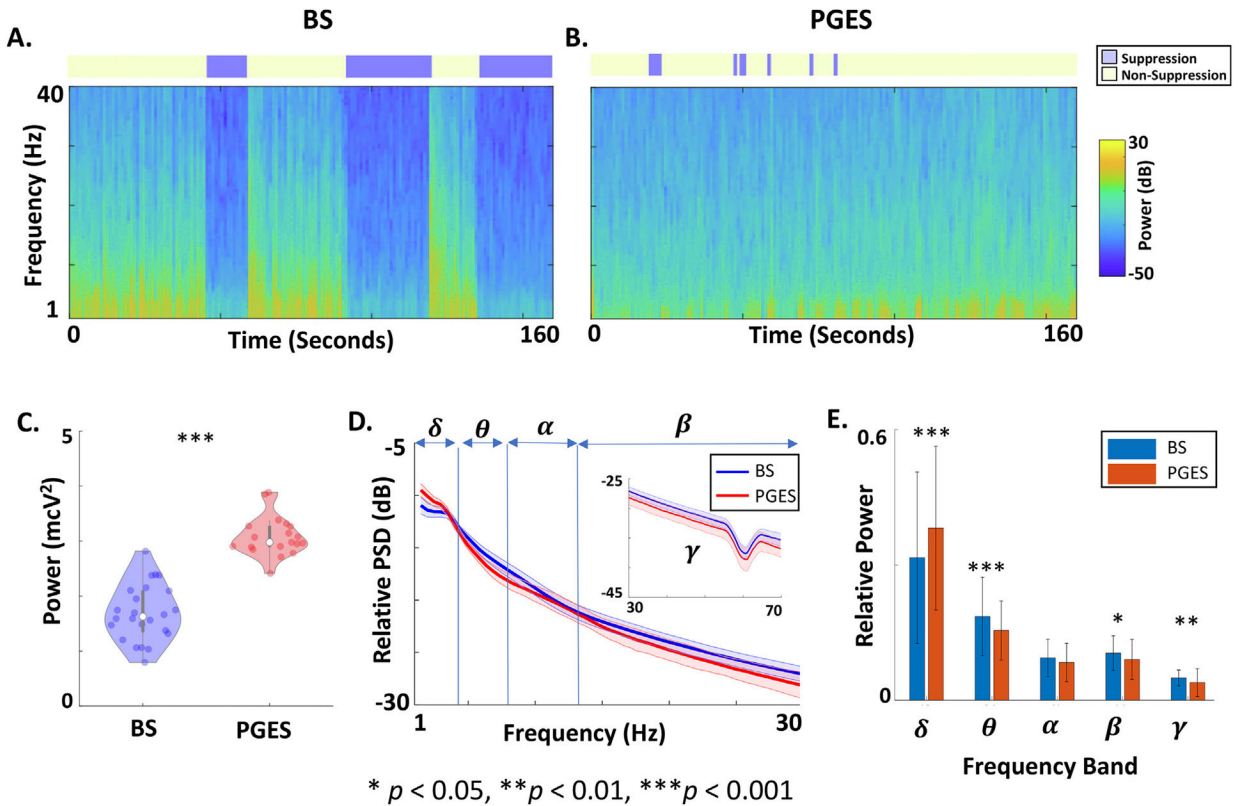 BS
PGES
A.
B.
Suppression
Non-Suppression
40
Frequency (Hz)
1
0
Time (Seconds)
160
0
Time (Seconds)
160
30
Power (dB)
-50
C.
5
***
Power (mcV²)
0
BS
PGES
D.
δ
θ
α
β
-5
Relative PSD (dB)
-30
BS
PGES
-25
γ
-45
30
70
1
Frequency (Hz)
30
E.
0.6
Relative Power
0
***
***
*
**
BS
PGES
δ
θ
α
β
γ
Frequency Band
* p < 0.05, **p < 0.01, ***p < 0.001